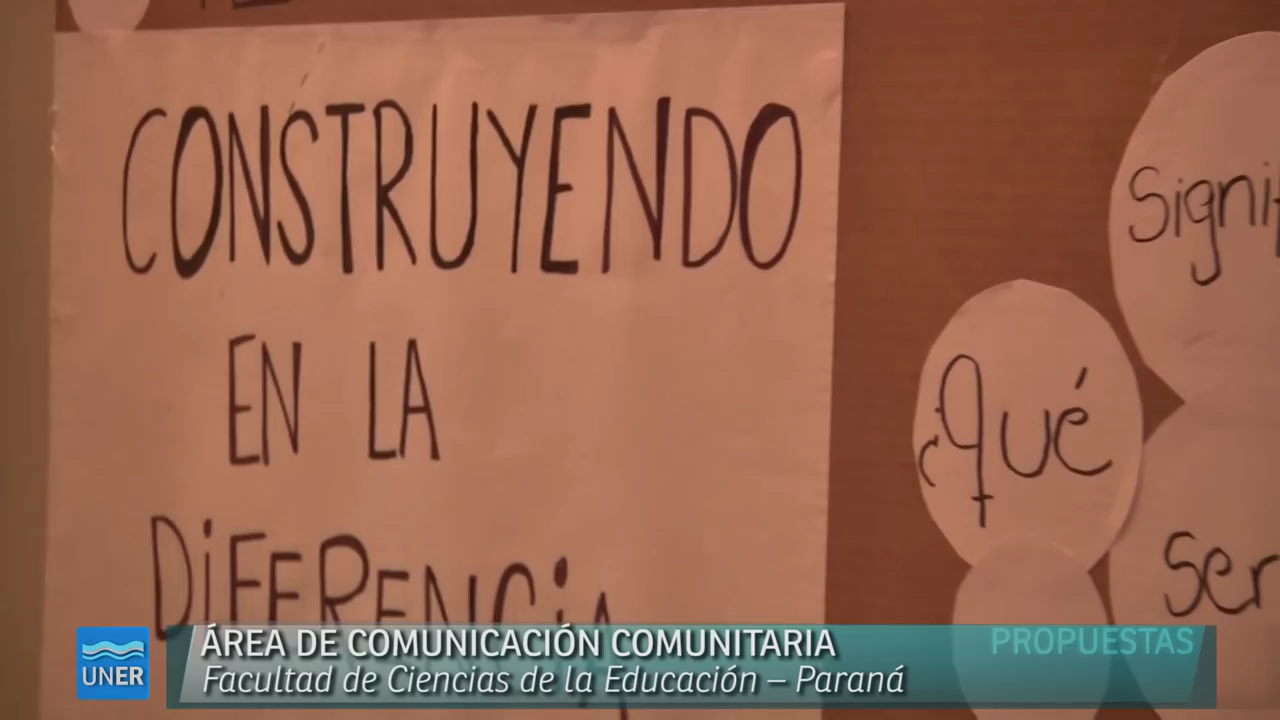 CONSTRUYENDO
EN LA
DiFERENCiA
¿qué
Ser
UNER
ÁREA DE COMUNICACIÓN COMUNITARIA
Facultad de Ciencias de la Educación – Paraná
PROPUESTAS